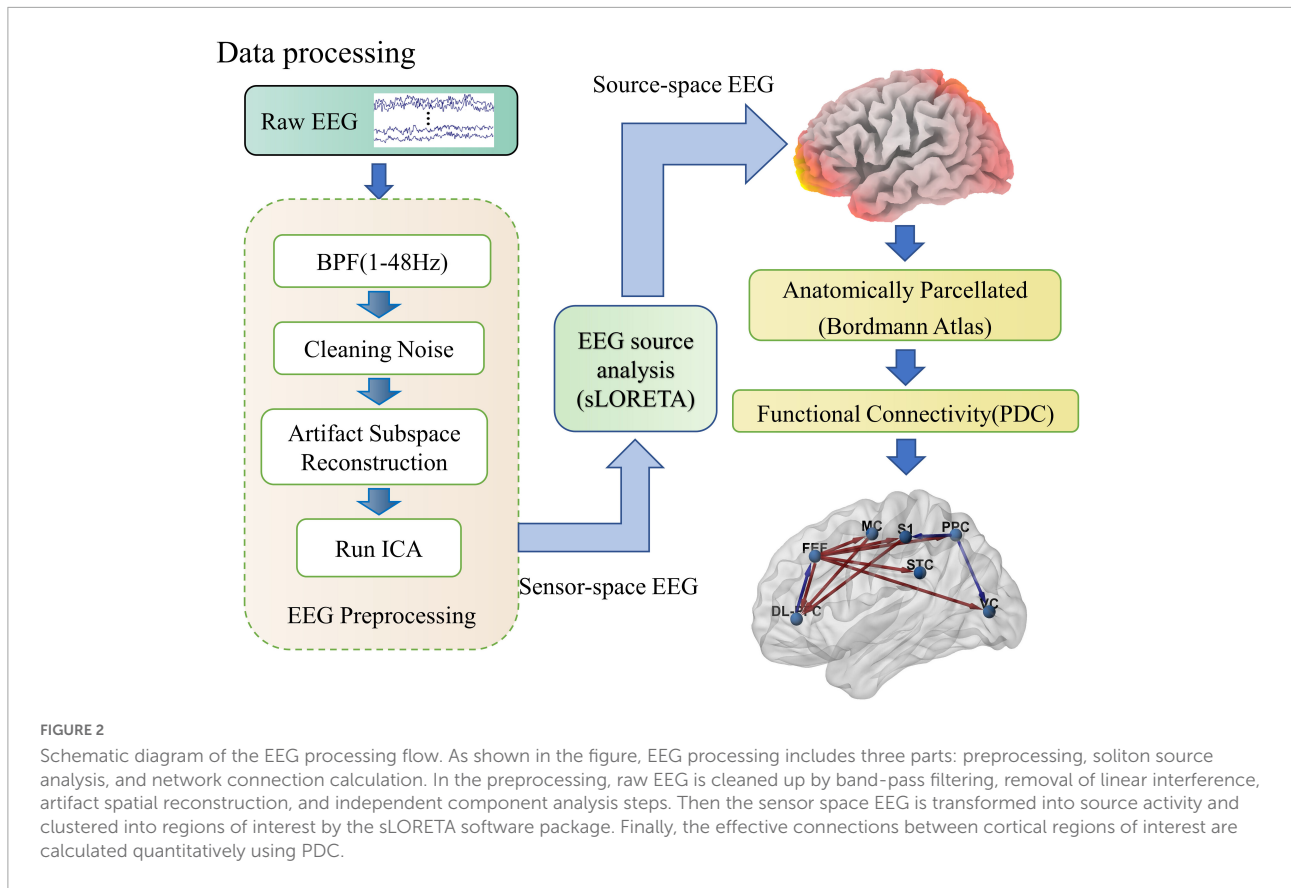 Data processing
Raw EEG
BPF(1-48Hz)
Cleaning Noise
Artifact Subspace
Reconstruction
Run ICA
EEG Preprocessing
Sensor-space EEG
EEG source
analysis
(sLORETA)
Source-space EEG
Anatomically Parcellated
(Bordmann Atlas)
Functional Connectivity(PDC)
MC
S1
PPC
FEF
STC
DL-PFC
VC
FIGURE 2
Schematic diagram of the EEG processing flow. As shown in the figure, EEG processing includes three parts: preprocessing, soliton source
analysis, and network connection calculation. In the preprocessing, raw EEG is cleaned up by band-pass filtering, removal of linear interference,
artifact spatial reconstruction, and independent component analysis steps. Then the sensor space EEG is transformed into source activity and
clustered into regions of interest by the sLORETA software package. Finally, the effective connections between cortical regions of interest are
calculated quantitatively using PDC.